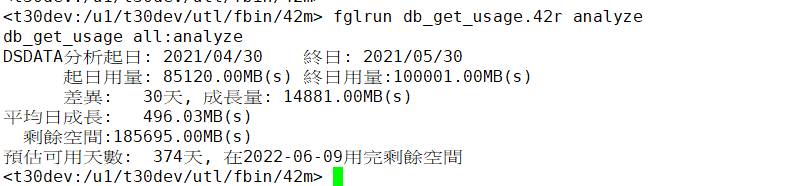 <t30dev:/u1/t30dev/utl/fbin/42m> fglrun db_get_usage.42r analyze
db_get_usage all:analyze
DSDATA分析起日: 2021/04/30    終日: 2021/05/30
      起日用量: 85120.00MB(s) 終日用量:100001.00MB(s)
      差異:   30天, 成長量: 14881.00MB(s)
平均日成長:   496.03MB(s)
  剩餘空間:185695.00MB(s)
預估可用天數:  374天, 在2022-06-09用完剩餘空間
<t30dev:/u1/t30dev/utl/fbin/42m>